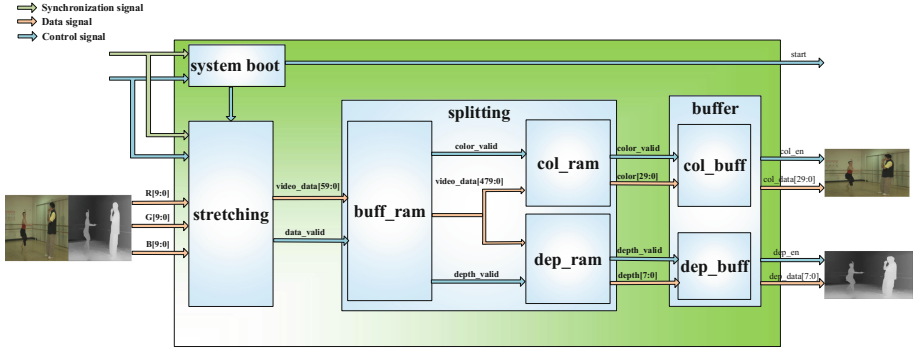 Synchronization signal
Data signal
Control signal
system boot
start
splitting
buffer
color_valid
color_valid
col_en
col_ram
col_buff
video_data[59:0]
video_data[479:0]
color[29:0]
col_data[29:0]
R[9:0]
stretching
buff_ram
G[9:0]
data_valid
depth_valid
dep_en
B[9:0]
dep_ram
dep_buff
depth_valid
depth[7:0]
dep_data[7:0]